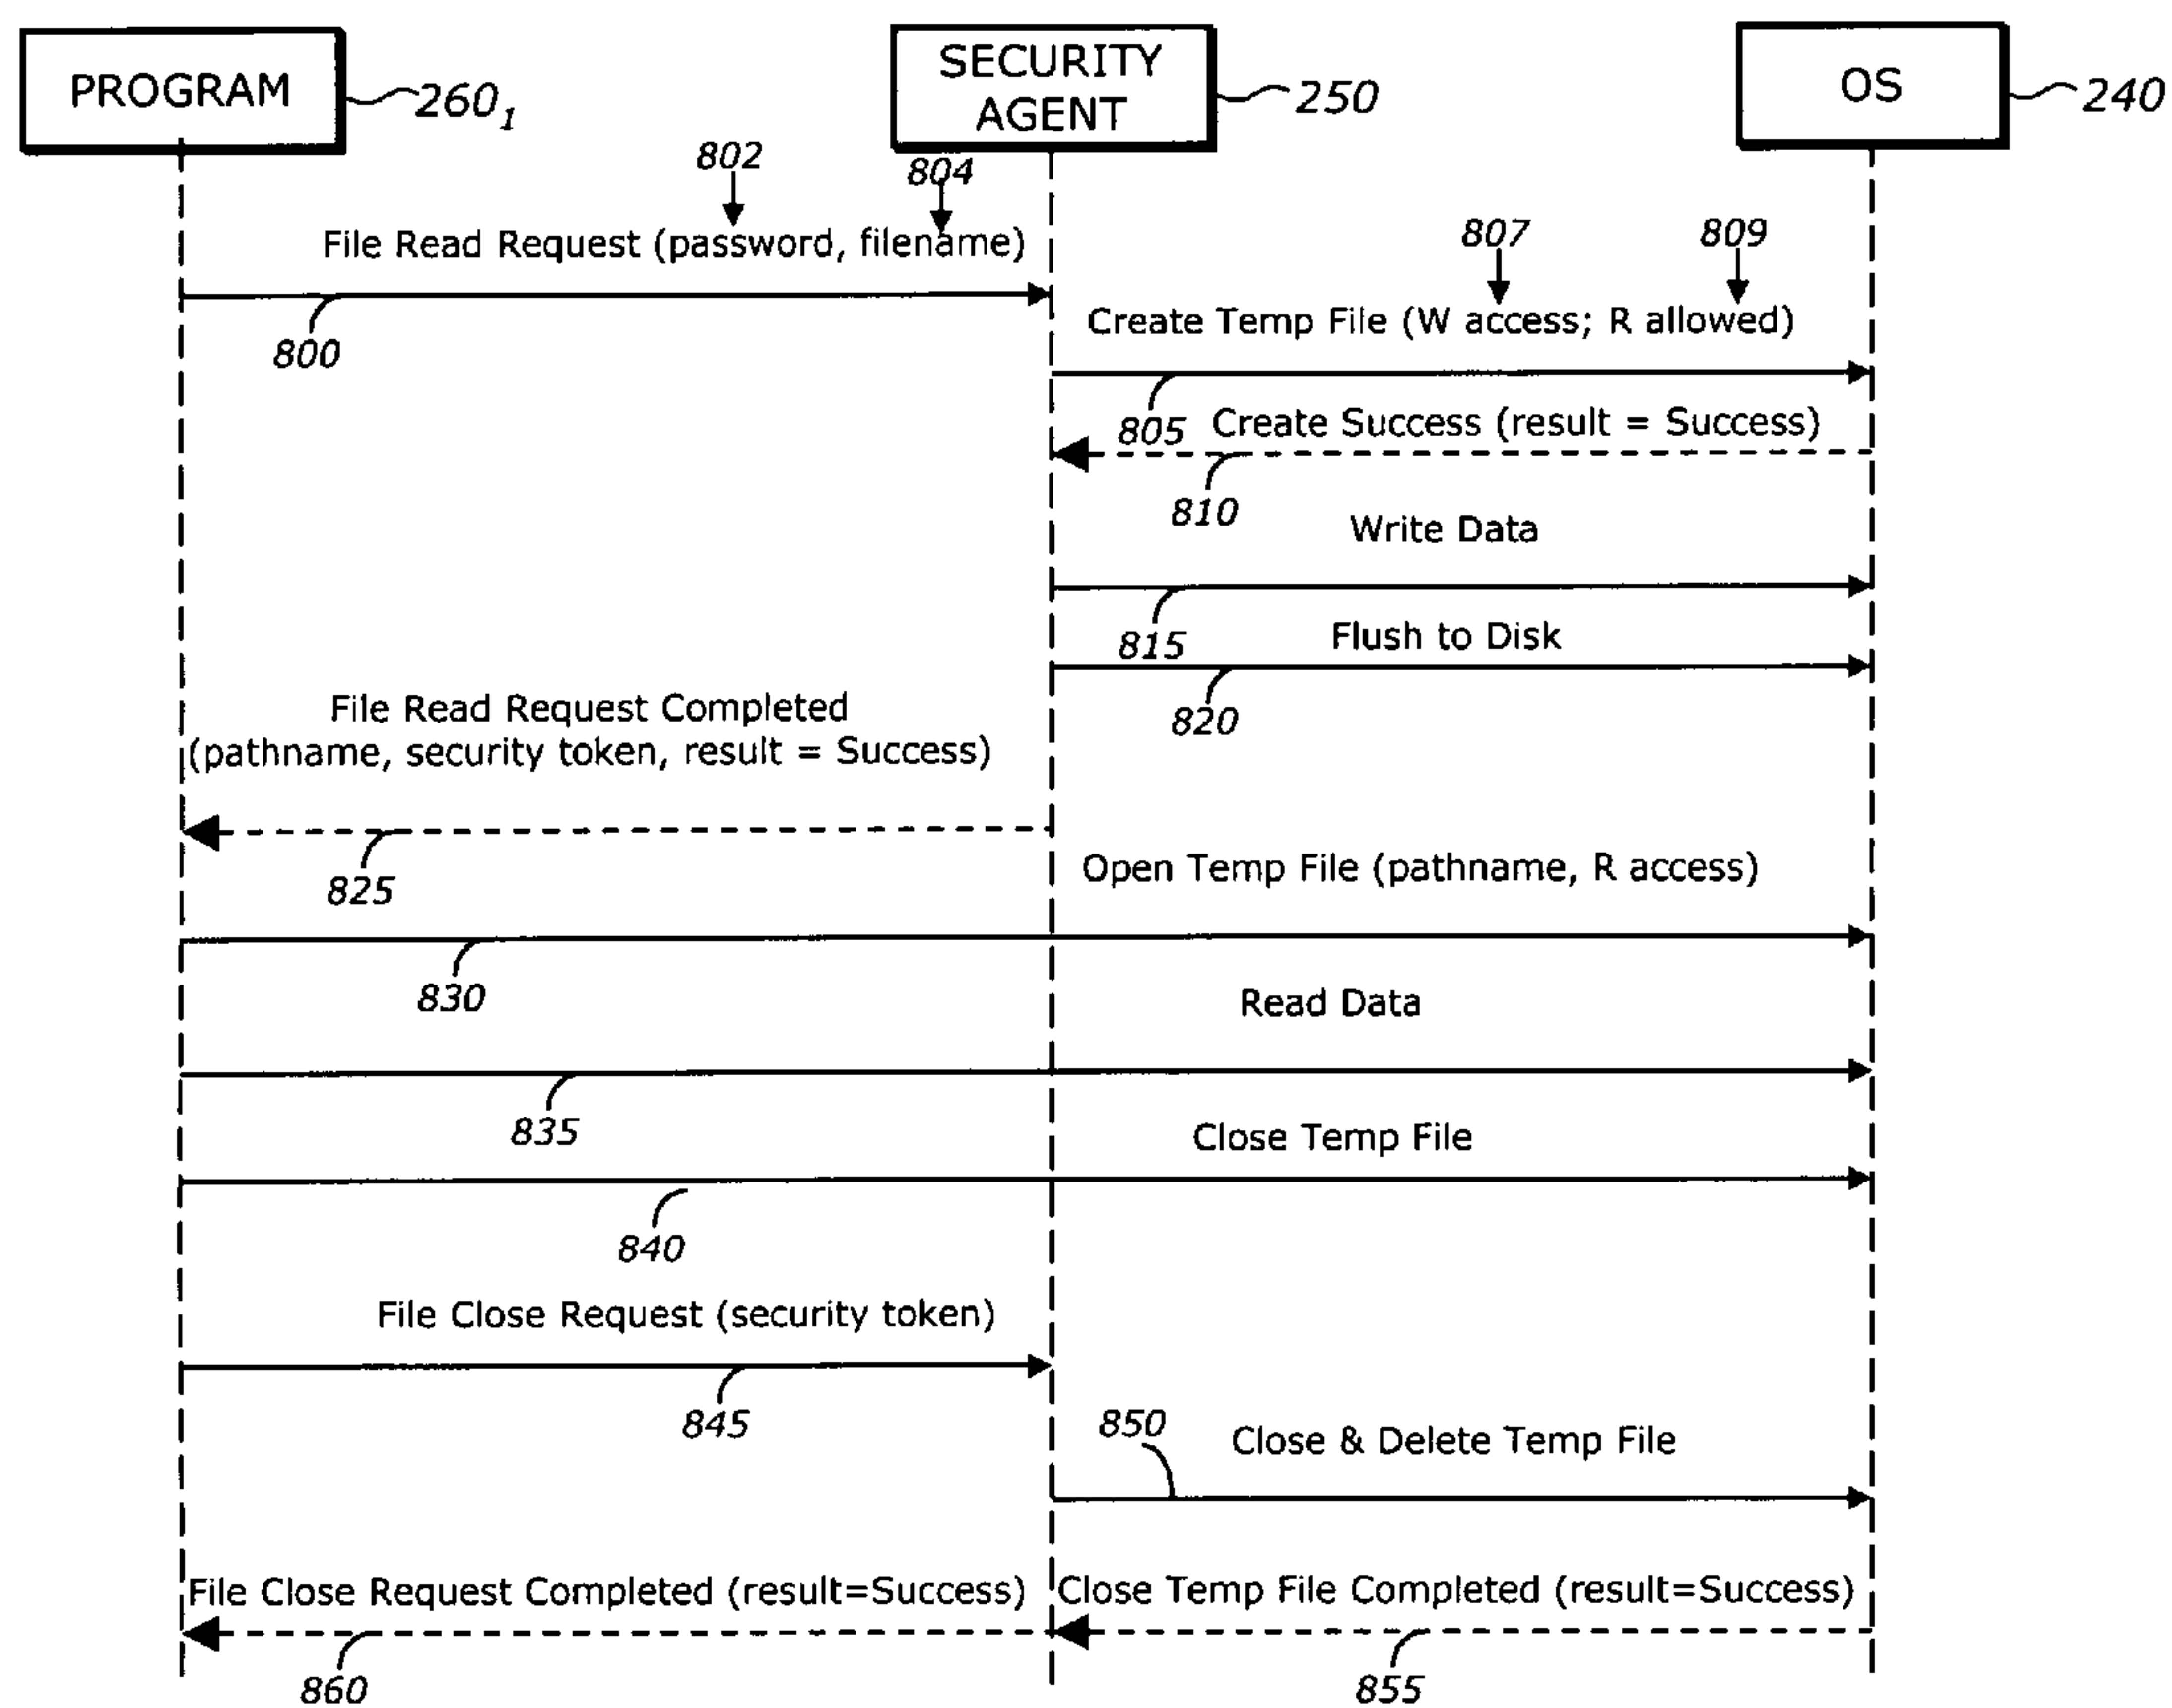 PROGRAM
260₁
SECURITY
AGENT
250
OS
240
802
804
File Read Request (password, filename)
800
807
809
Create Temp File (W access; R allowed)
805
Create Success (result = Success)
810
Write Data
815
Flush to Disk
820
File Read Request Completed
(pathname, security token, result = Success)
825
Open Temp File (pathname, R access)
830
Read Data
835
Close Temp File
840
File Close Request (security token)
845
850
Close & Delete Temp File
File Close Request Completed (result=Success)
Close Temp File Completed (result=Success)
860
855